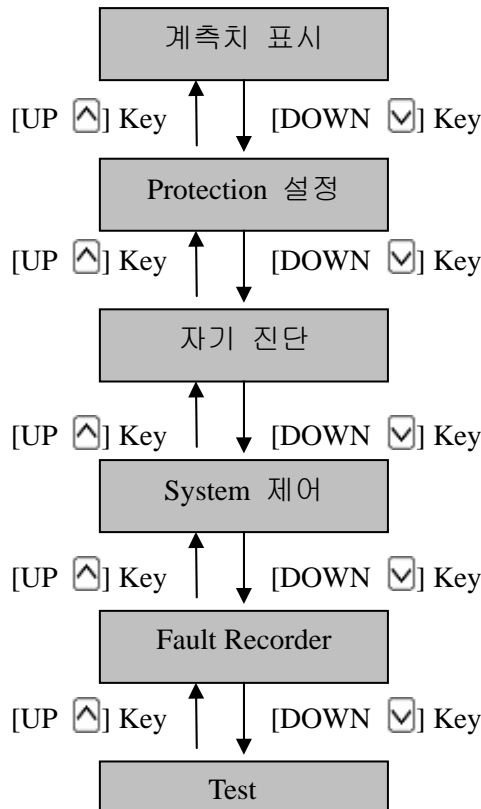 계측치 표시
[UP ] Key [DOWN ] Key
Protection 설정
[UP ] Key [DOWN ] Key
자기 진단
[UP ] Key [DOWN ] Key
System 제어
[UP ] Key [DOWN ] Key
Fault Recorder
[UP ] Key [DOWN ] Key
Test